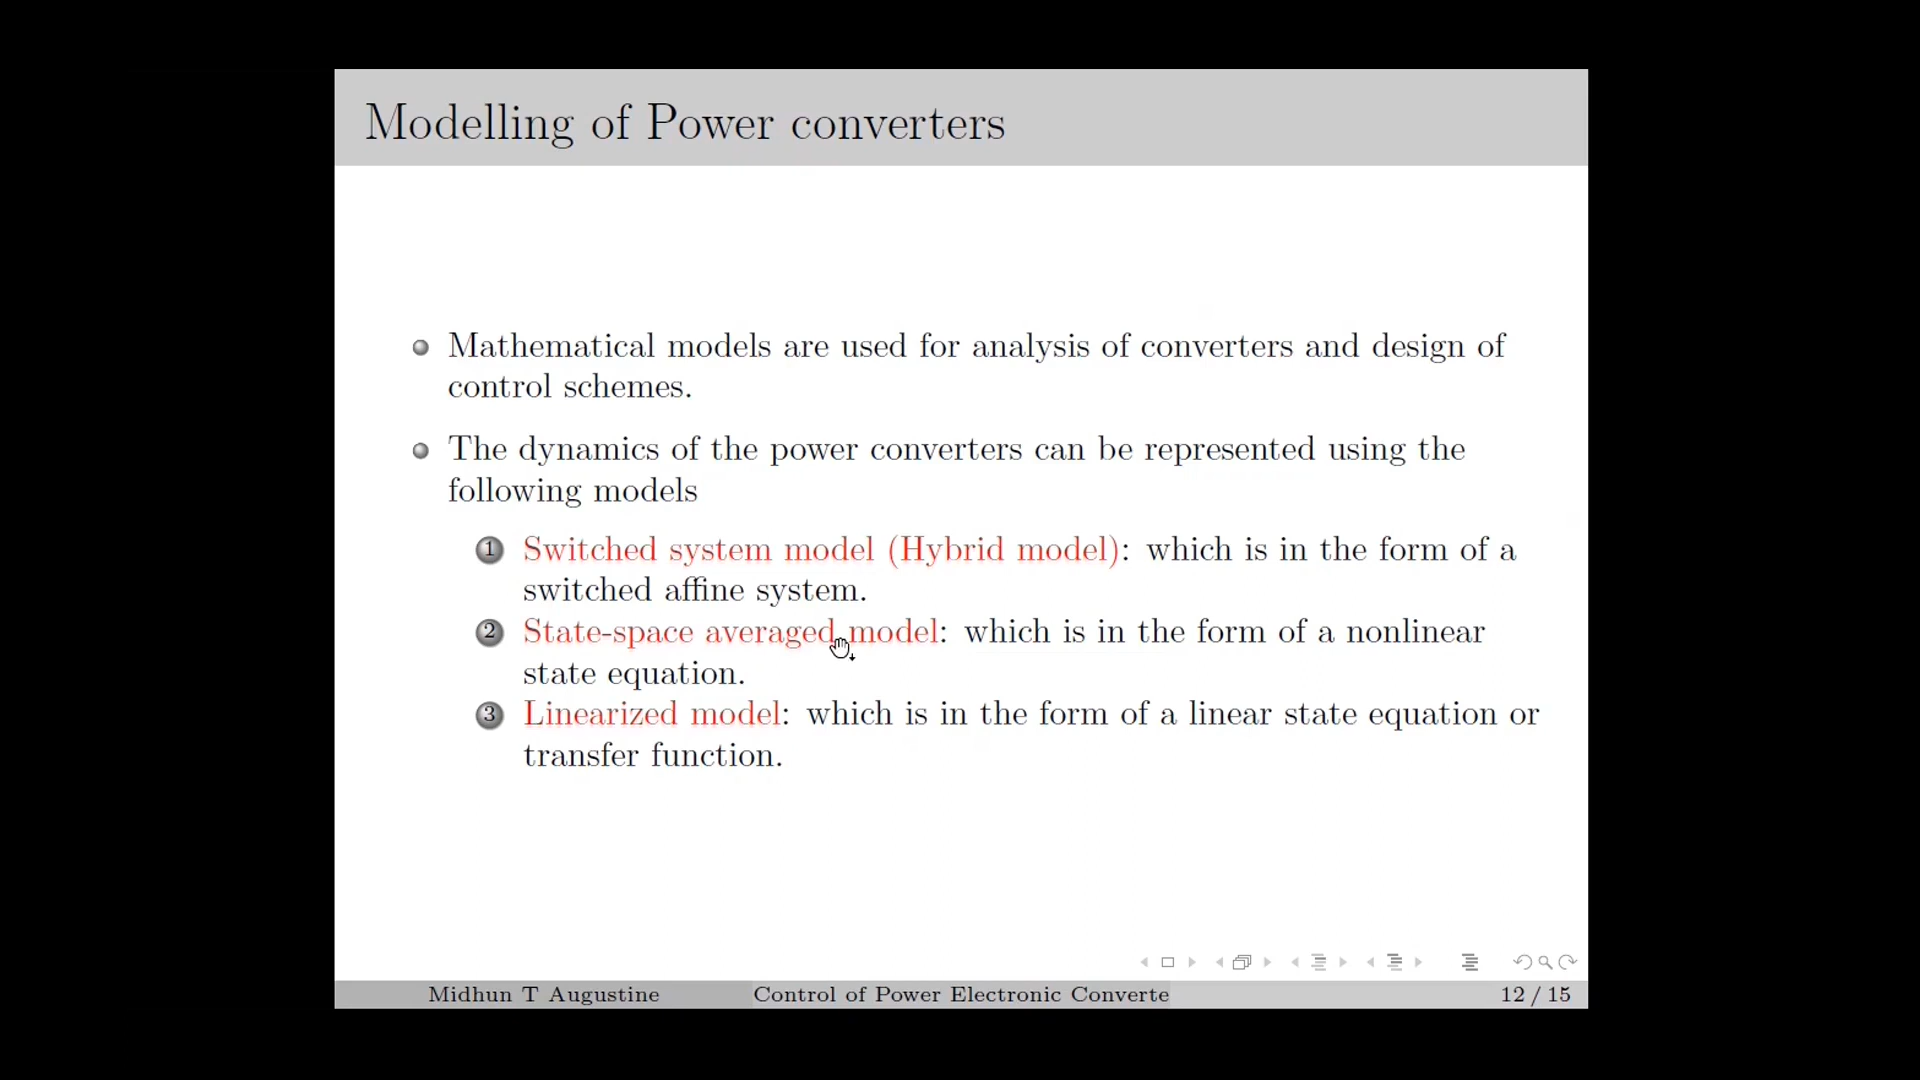 Modelling of Power converters
Mathematical models are used for analysis of converters and design of
control schemes.
The dynamics of the power converters can be represented using the
following models
1 Switched system model (Hybrid model): which is in the form of a
switched affine system.
2 State-space averaged model: which is in the form of a nonlinear
state equation.
3 Linearized model: which is in the form of a linear state equation or
transfer function.
Midhun T Augustine Control of Power Electronic Converte 12 / 15